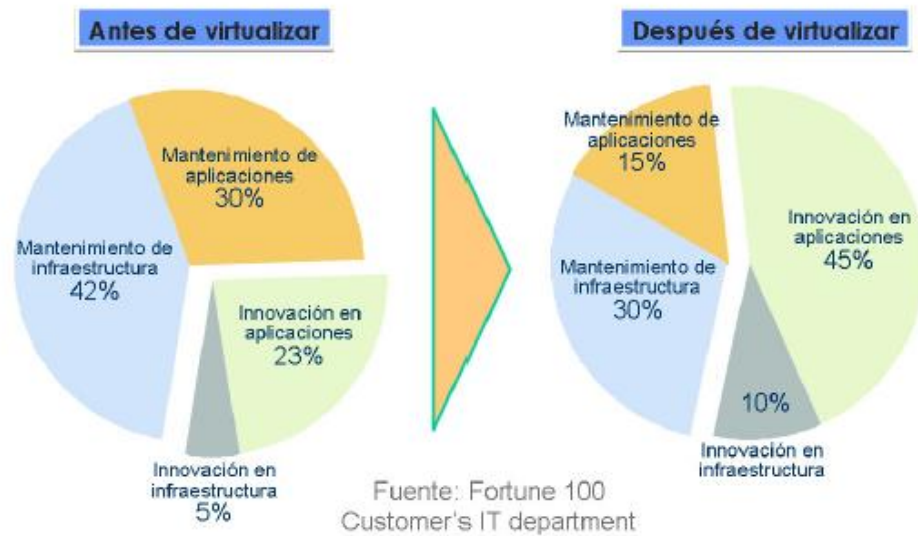 Antes de virtualizar
Mantenimiento de
aplicaciones
30%
Mantenimiento de
infraestructura
42%
Innovación en
aplicaciones
23%
Innovación en
infraestructura
5%
Después de virtualizar
Mantenimiento de
aplicaciones
15%
Innovación en
aplicaciones
45%
Mantenimiento de
infraestructura
30%
10%
Innovación en
infraestructura
Fuente: Fortune 100
Customer's IT department